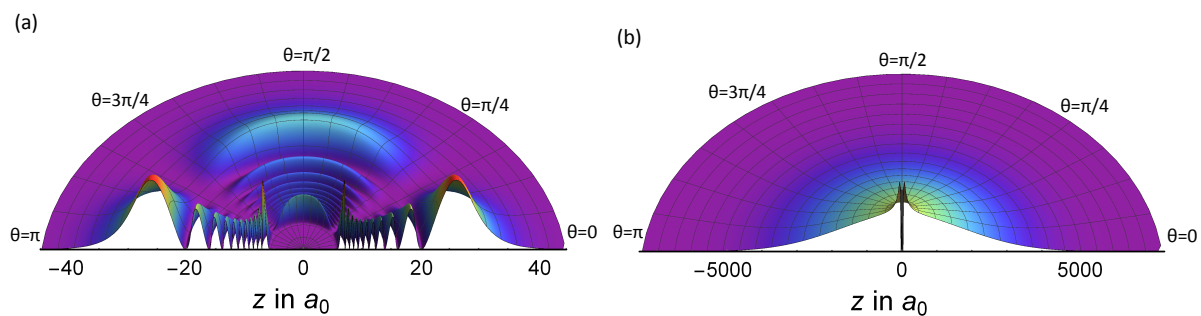 (a)
θ=π/2
θ=3π/4
θ=π/4
θ=π
θ=0
−40 −20 0 20 40
z in a₀
(b)
θ=π/2
θ=3π/4
θ=π/4
θ=π
θ=0
−5000 0 5000
z in a₀